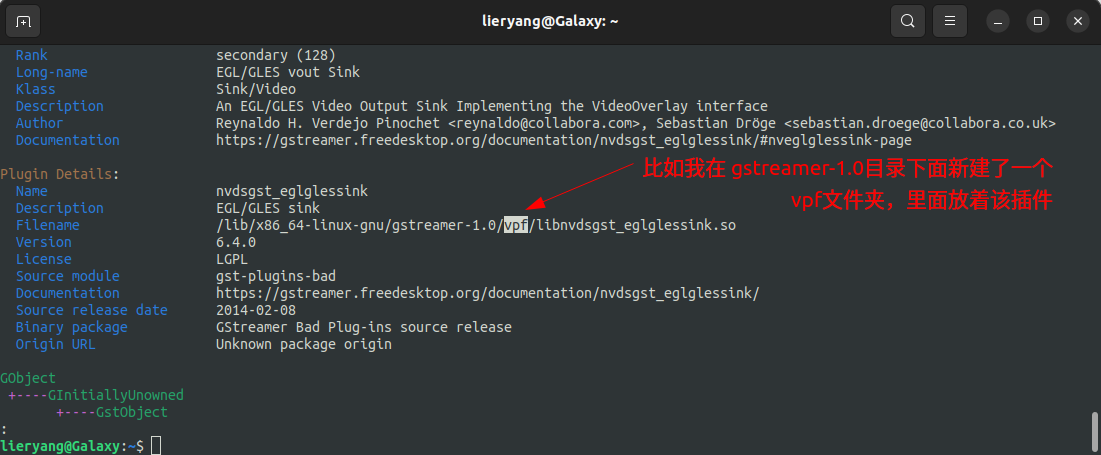 lieryang@Galaxy: ~
Rank secondary (128)
Long-name EGL/GLES vout Sink
Klass Sink/Video
Description An EGL/GLES Video Output Sink Implementing the VideoOverlay interface
Author Reynaldo H. Verdejo Pinochet <reynaldo@collabora.com>, Sebastian Dröge <sebastian.droege@collabora.co.uk>
Documentation https://gstreamer.freedesktop.org/documentation/nvdsgst_eglglessink/#nveglglessink-page
比如我在 gstreamer-1.0目录下面新建了一个
vpf文件夹，里面放着该插件
Plugin Details:
Name nvdsgst_eglglessink
Description EGL/GLES sink
Filename /lib/x86_64-linux-gnu/gstreamer-1.0/vpf/libnvdsgst_eglglessink.so
Version 6.4.0
License LGPL
Source module gst-plugins-bad
Documentation https://gstreamer.freedesktop.org/documentation/nvdsgst_eglglessink/
Source release date 2014-02-08
Binary package GStreamer Bad Plug-ins source release
Origin URL Unknown package origin
GObject
+----GInitiallyUnowned
+----GstObject
:
lieryang@Galaxy:~$